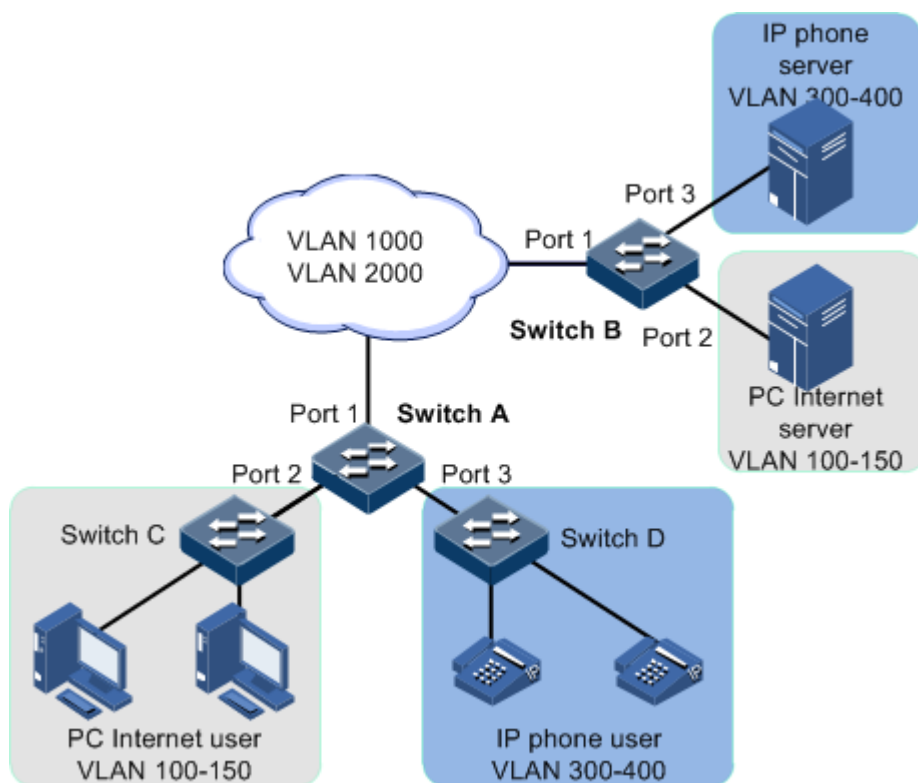 IP phone
server
VLAN 300-400
Port 3
Port 1
VLAN 1000
VLAN 2000
Switch B
Port 2
PC Internet
server
VLAN 100-150
Port 1
Switch A
Port 2
Port 3
Switch C
Switch D
PC Internet user
VLAN 100-150
IP phone user
VLAN 300-400